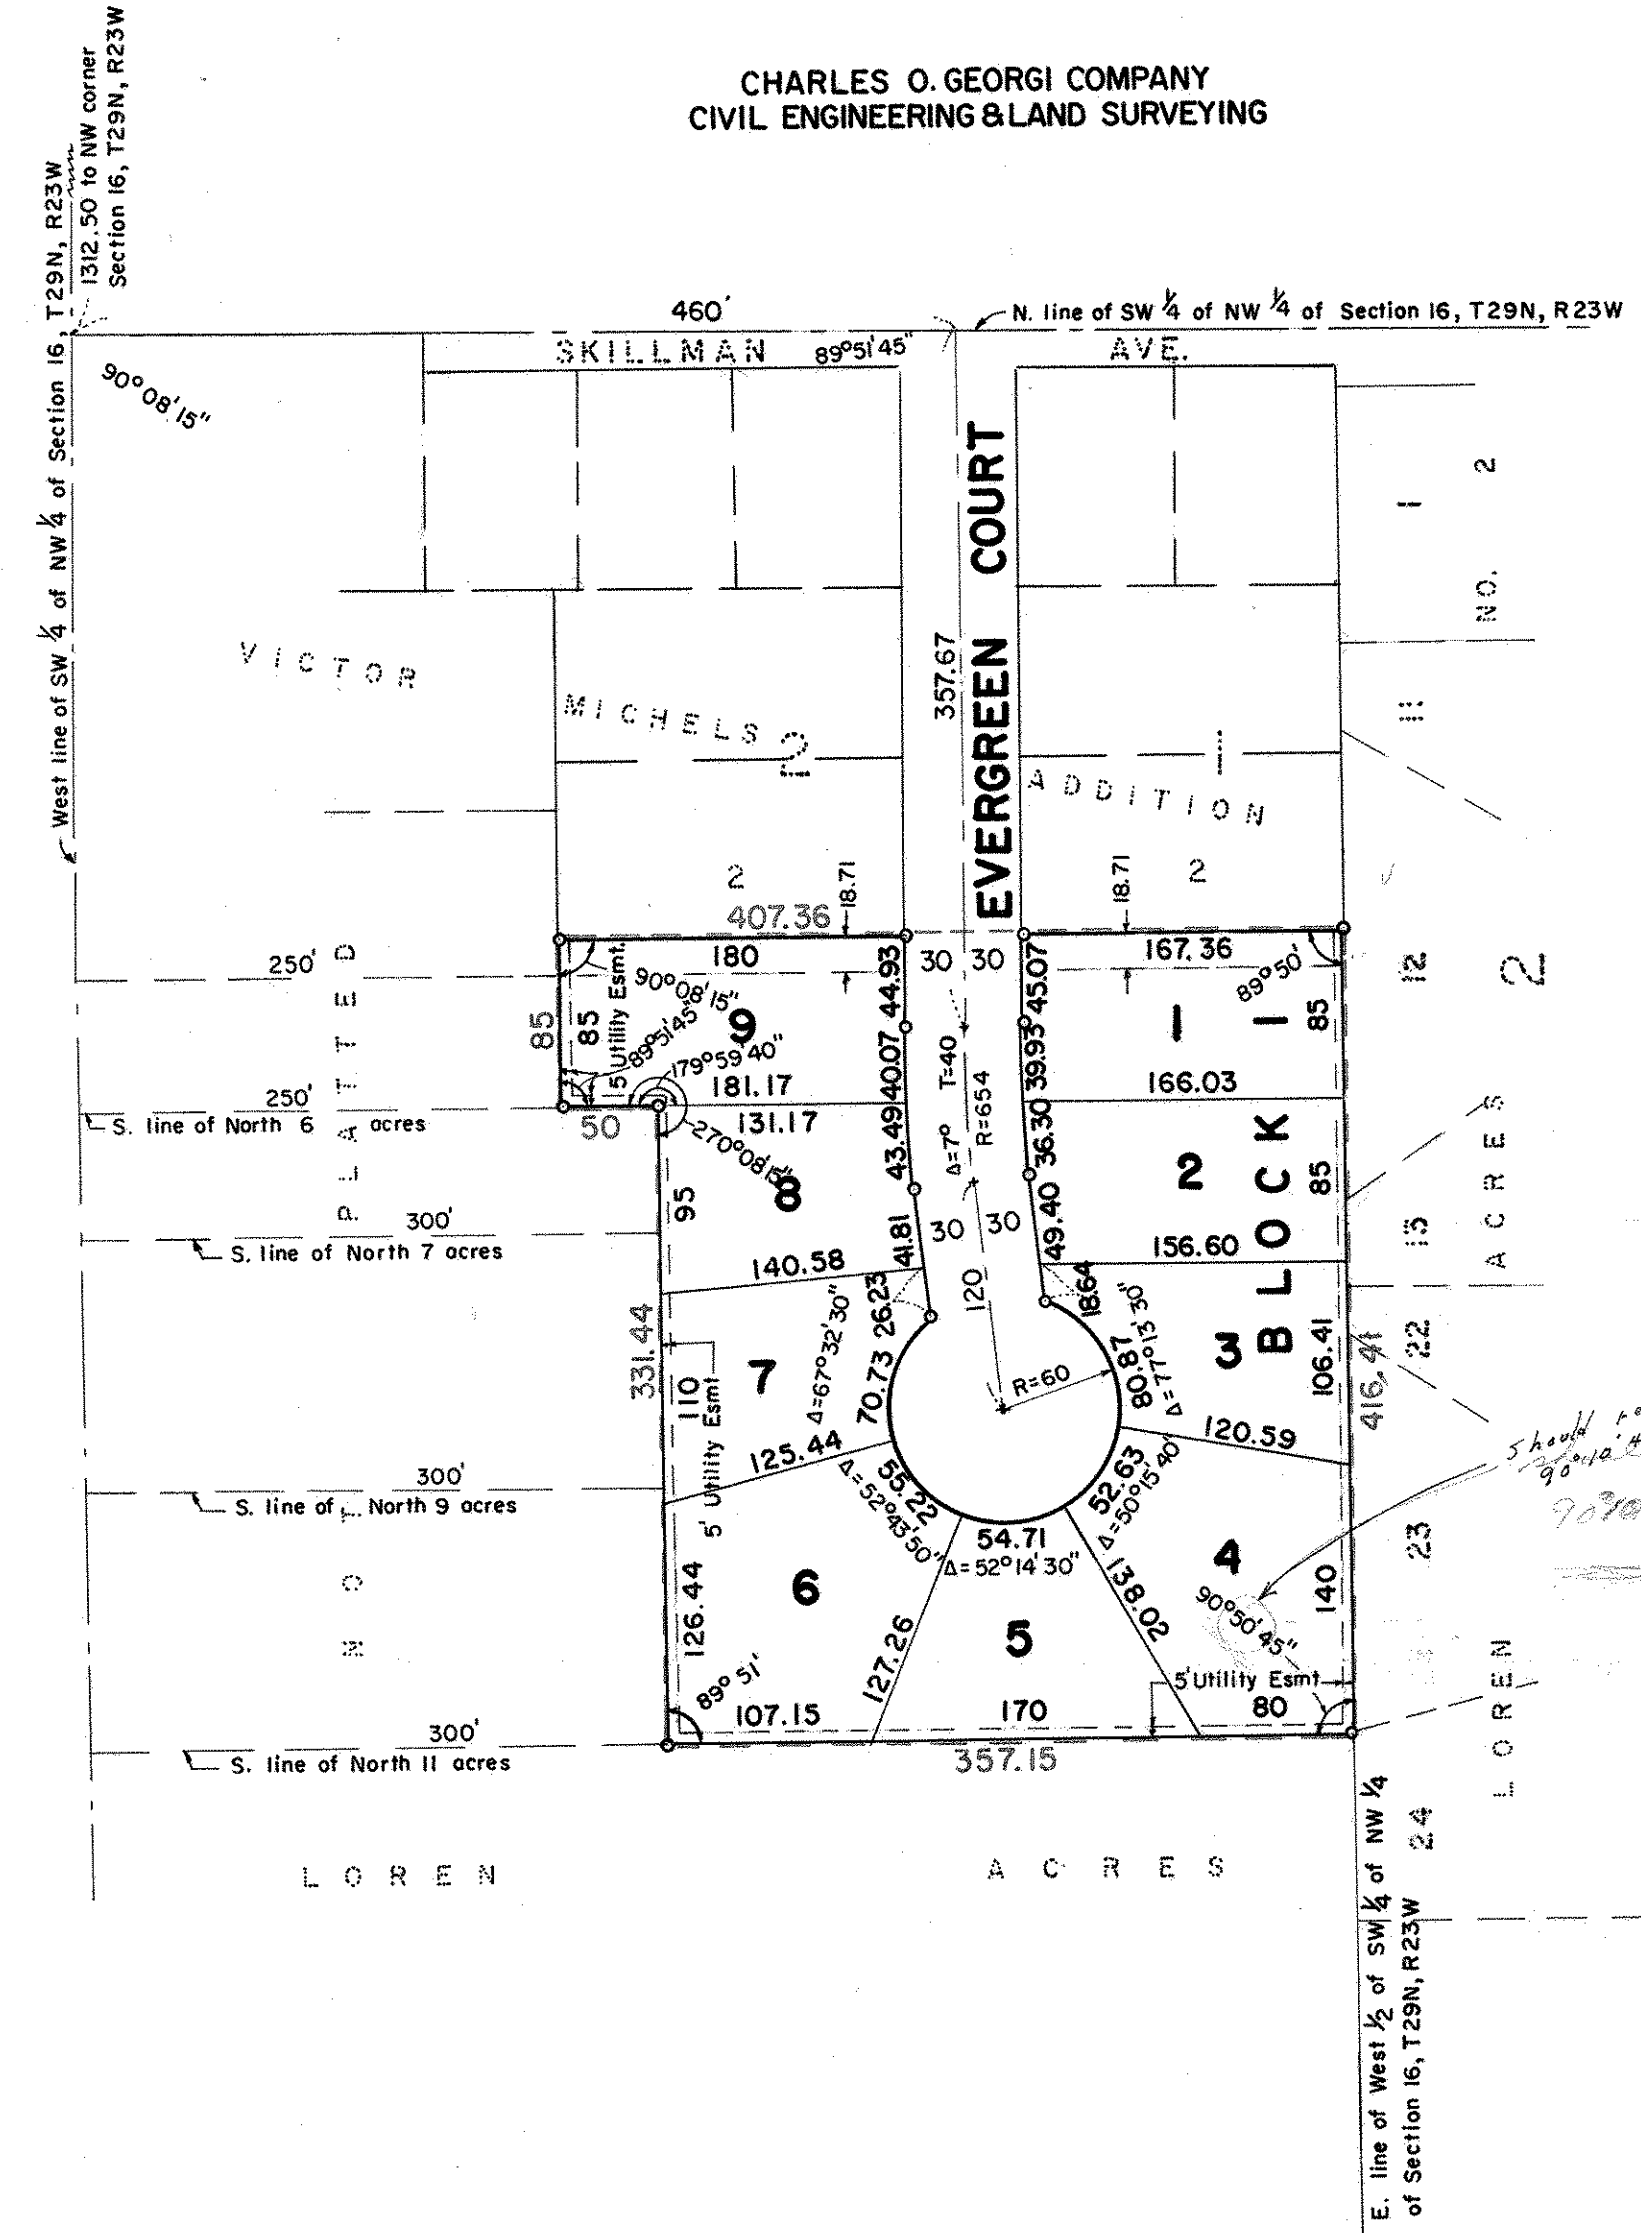 CHARLES O. GEORGI COMPANY
CIVIL ENGINEERING & LAND SURVEYING
West line of SW 1/4 of NW 1/4 of Section 16, T29N, R23W
1312.50 to NW corner
Section 16, T29N, R23W
460'
N. line of SW 1/4 of NW 1/4 of Section 16, T29N, R23W
SKILLMAN
89°51'45"
AVE.
90°08'15"
EVERGREEN COURT
357.67
VICTOR
MICHELS
ADDITION
2
1
2
2
18.71
18.71
407.36
180
30
30
167.36
250'
90°08'15"
89°50'
5' Utility Esmt.
85
85
89°51'45"
9
179°59'40"
44.93
45.07
1
1
85
40.07
T=40
39.93
181.17
166.03
250'
S. line of North 6 acres
50
131.17
270°08'15"
43.49
Δ=7°
R=654
36.30
8
2
85
BLOCK
95
300'
S. line of North 7 acres
41.81
30
30
49.40
156.60
140.58
120
26.23
18.64
331.44
7
Δ=67°32'30"
70.73
R=60
80.87
Δ=77°13'30"
3
106.41
416.41
110
5' Utility Esmt
125.44
120.59
300'
S. line of North 9 acres
55.22
Δ=52°43'50"
52.63
Δ=50°15'40"
54.71
Δ=52°14'30"
126.44
6
5
4
138.02
127.26
90°50'45"
140
Should
89°51'
5' Utility Esmt
107.15
170
80
300'
S. line of North 11 acres
357.15
PLATTED
NOT
LOREN
ACRES
LOREN
ACRES
NO. 2
1
11
12
2
13
22
23
24
E. line of West 1/2 of SW 1/4 of NW 1/4
of Section 16, T29N, R23W